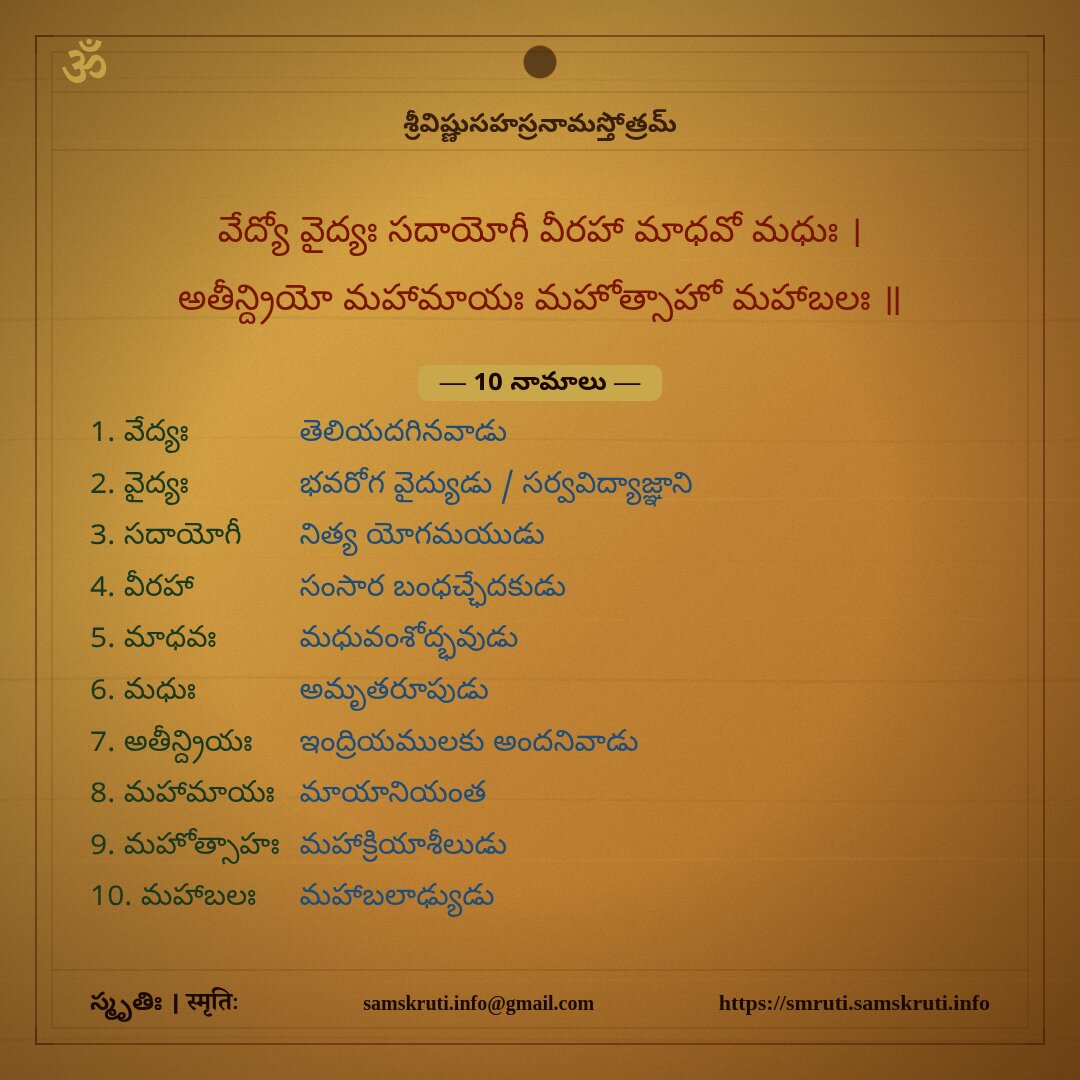 ॐ
శ్రీవిష్ణుసహస్రనామస్తోత్రమ్
వేద్యో వైద్యః సదాయోగీ వీరహా మాధవో మధుః |
అతీన్ద్రియో మహామాయః మహోత్సాహో మహాబలః ‖
— 10 నామాలు —
1. వేద్యః తెలియదగినవాడు
2. వైద్యః భవరోగ వైద్యుడు / సర్వవిద్యాజ్ఞాని
3. సదాయోగీ నిత్య యోగమయుడు
4. వీరహా సంసార బంధచ్ఛేదకుడు
5. మాధవః మధువంశోద్భవుడు
6. మధుః అమృతరూపుడు
7. అతీన్ద్రియః ఇంద్రియములకు అందనివాడు
8. మహామాయః మాయానియంత
9. మహోత్సాహః మహాక్రియాశీలుడు
10. మహాబలః మహాబలాఢ్యుడు
స్మృతిః | स्मृतिः samskruti.info@gmail.com https://smruti.samskruti.info